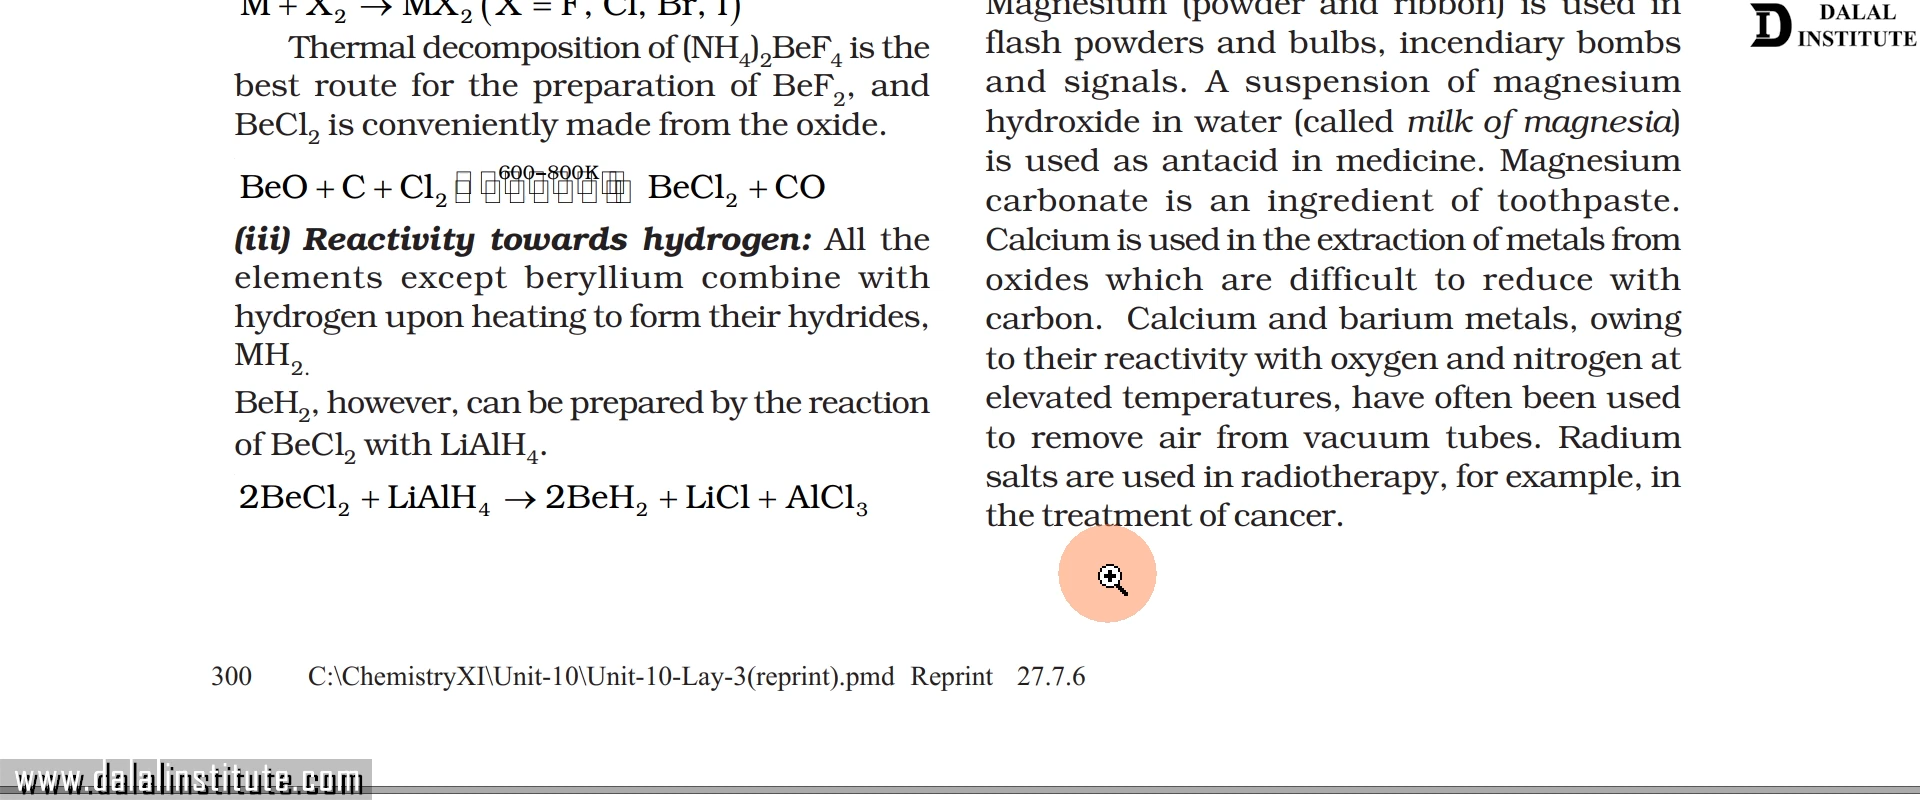 M + X₂ → MX₂ (X = F, Cl, Br, I)
Thermal decomposition of (NH₄)₂BeF₄ is the
best route for the preparation of BeF₂, and
BeCl₂ is conveniently made from the oxide.
600–800K
BeO + C + Cl₂ BeCl₂ + CO
(iii) Reactivity towards hydrogen: All the
elements except beryllium combine with
hydrogen upon heating to form their hydrides,
MH₂.
BeH₂, however, can be prepared by the reaction
of BeCl₂ with LiAlH₄.
2BeCl₂ + LiAlH₄ → 2BeH₂ + LiCl + AlCl₃
Magnesium (powder and ribbon) is used in
flash powders and bulbs, incendiary bombs
and signals. A suspension of magnesium
hydroxide in water (called milk of magnesia)
is used as antacid in medicine. Magnesium
carbonate is an ingredient of toothpaste.
Calcium is used in the extraction of metals from
oxides which are difficult to reduce with
carbon. Calcium and barium metals, owing
to their reactivity with oxygen and nitrogen at
elevated temperatures, have often been used
to remove air from vacuum tubes. Radium
salts are used in radiotherapy, for example, in
the treatment of cancer.
DALAL
INSTITUTE
300 C:\ChemistryXI\Unit-10\Unit-10-Lay-3(reprint).pmd Reprint 27.7.6
www.dalalinstitute.com